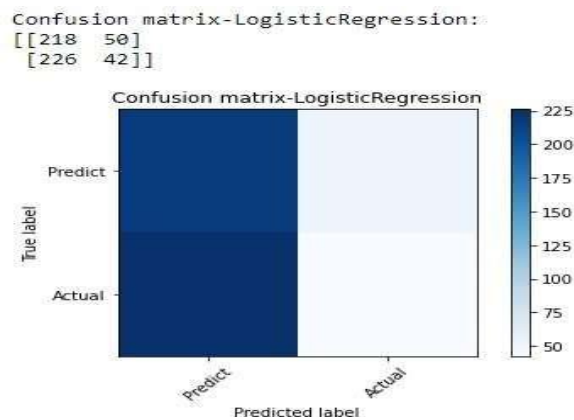 Confusion matrix-LogisticRegression:
[[218 50]
[226 42]]
Confusion matrix-LogisticRegression
225
200
175
150
125
100
75
50
True label
Predict
Actual
Predict
Actual
Predicted label